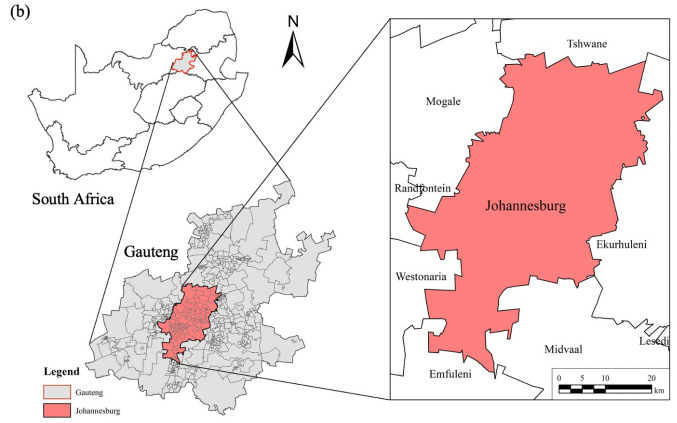 (b)
N
South Africa
Gauteng
Legend
Gauteng
Johannesburg
Tshwane
Mogale
Randfontein
Johannesburg
Ekurhuleni
Westonaria
Lesedi
Midvaal
Emfuleni
0 5 10 20
km